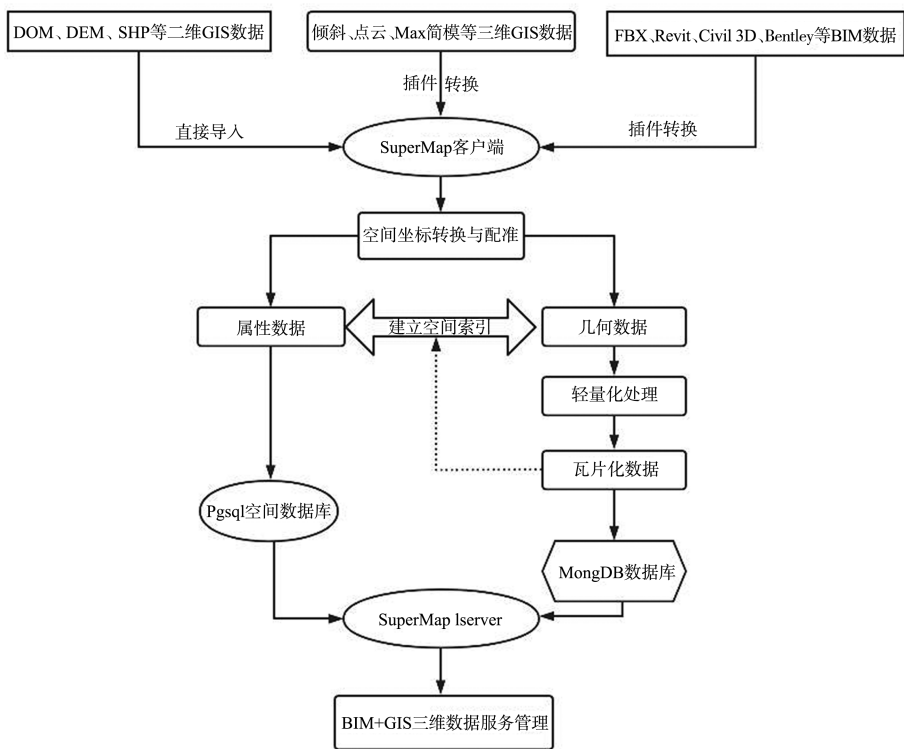 DOM、DEM、SHP等二维GIS数据
倾斜、点云、Max简模等三维GIS数据
FBX、Revit、Civil 3D、Bentley等BIM数据
插件 转换
直接导入
插件转换
SuperMap客户端
空间坐标转换与配准
属性数据
建立空间索引
几何数据
轻量化处理
瓦片化数据
Pgsql空间数据库
MongDB数据库
SuperMap lserver
BIM+GIS三维数据服务管理